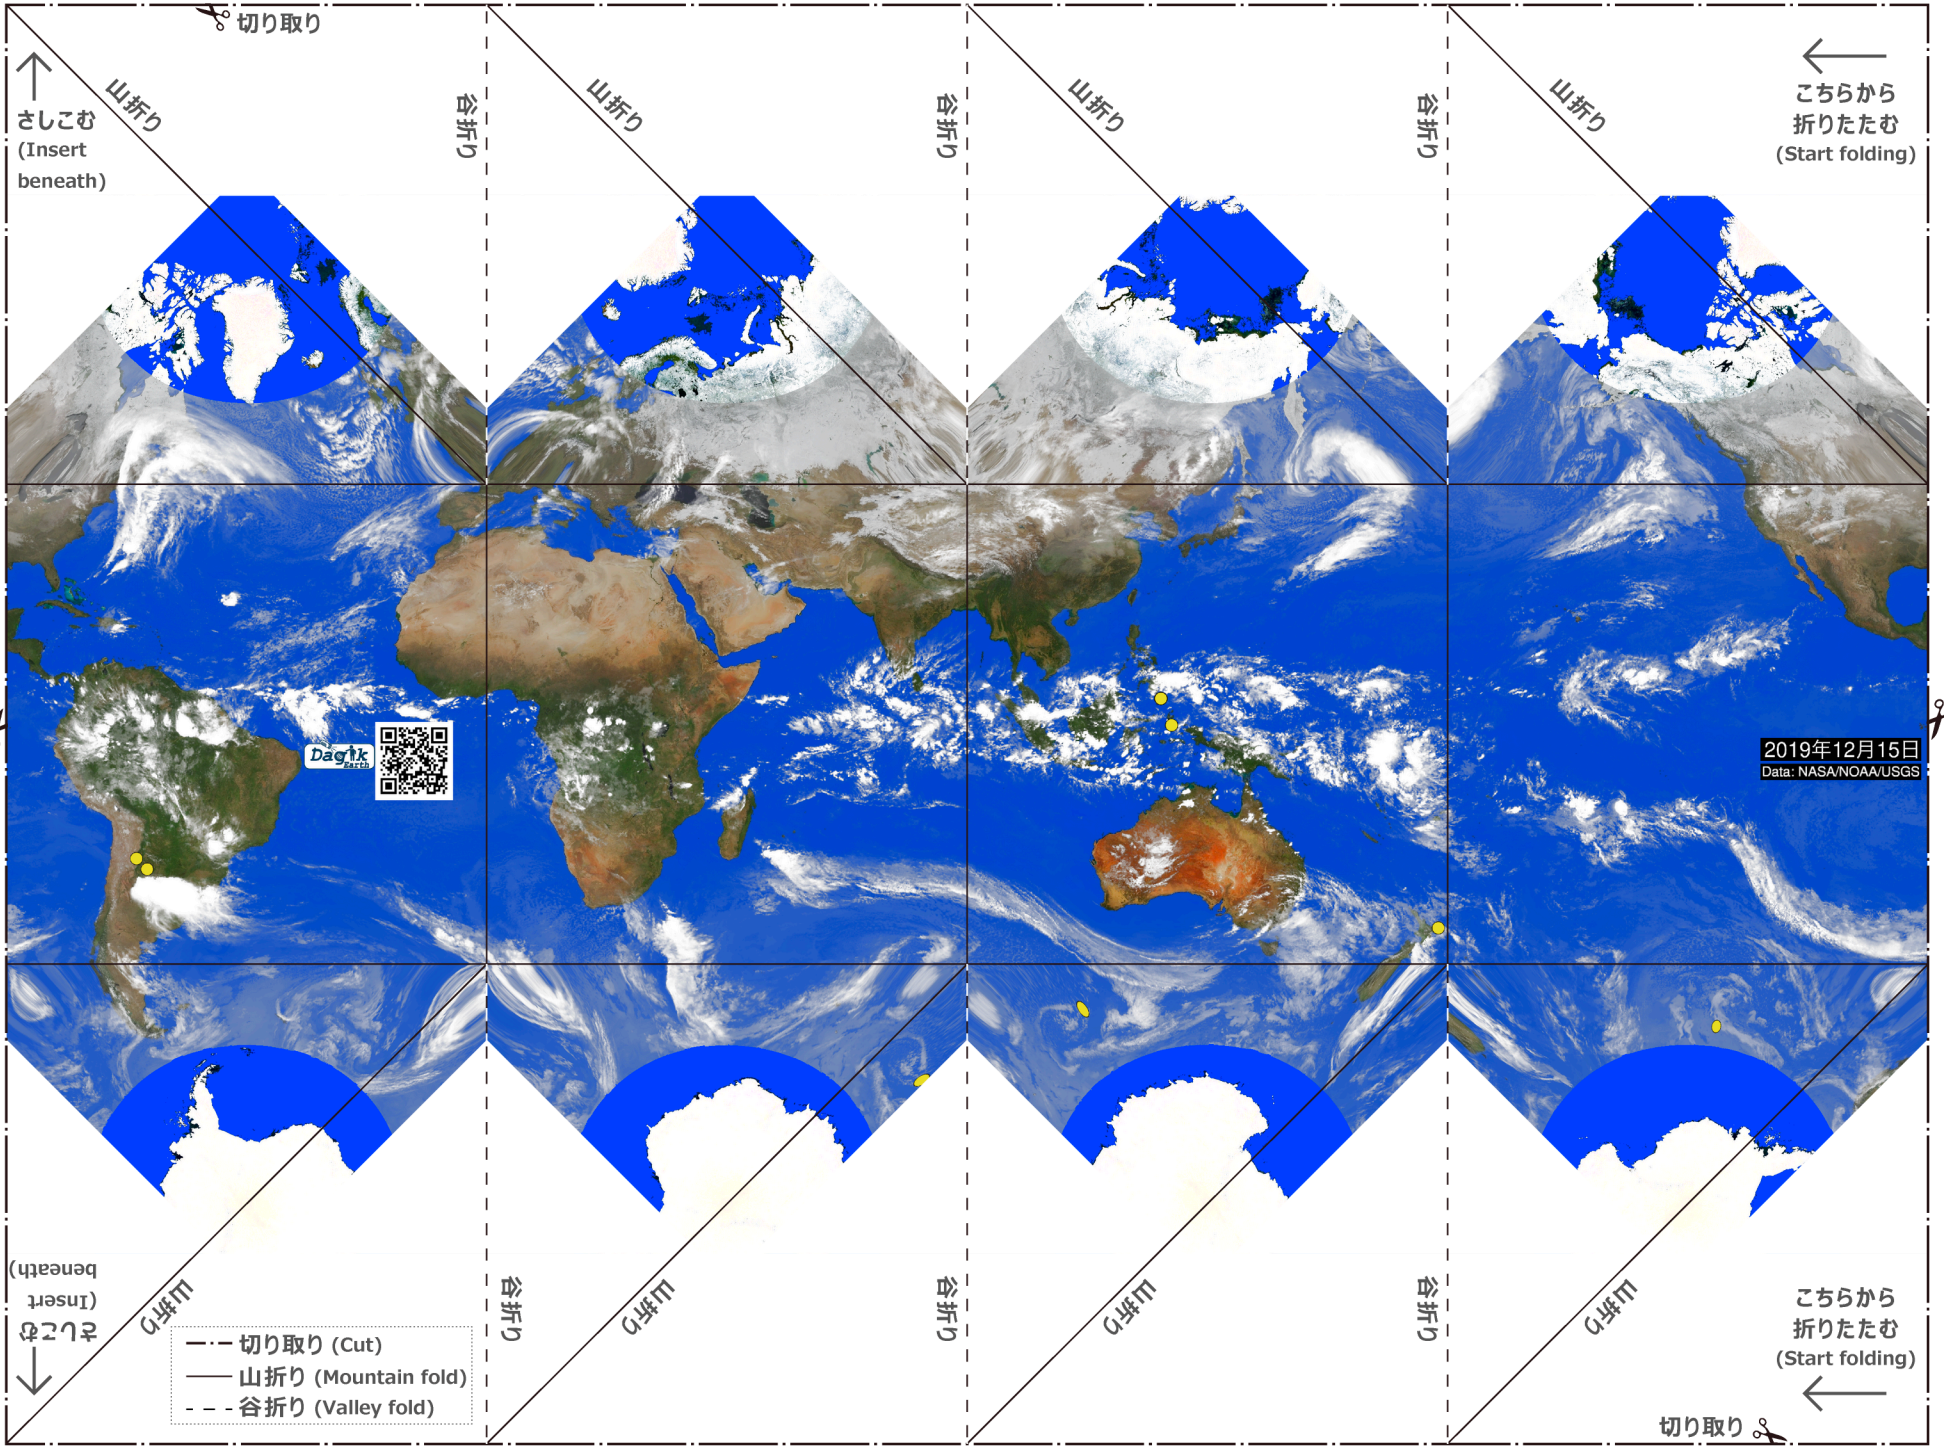 切り取り
山折り
谷折り
山折り
谷折り
山折り
谷折り
山折り
こちらから
折りたたむ
(Start folding)
さしこむ
(Insert
beneath)
Dagik
Earth
2019年12月15日
Data: NASA/NOAA/USGS
さしこむ
(Insert
beneath)
山折り
谷折り
山折り
谷折り
山折り
谷折り
山折り
こちらから
折りたたむ
(Start folding)
切り取り (Cut)
山折り (Mountain fold)
谷折り (Valley fold)
切り取り